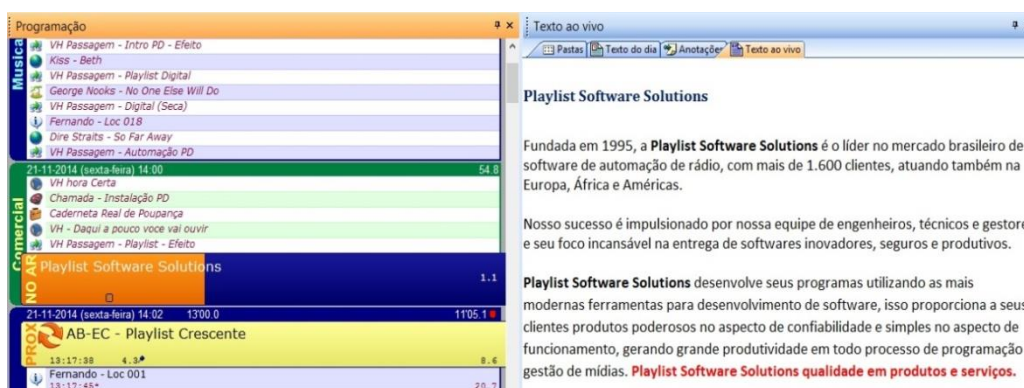 Programação
Musica
VH Passagem - Intro PD - Efeito
Kiss - Beth
VH Passagem - Playlist Digital
George Nooks - No One Else Will Do
VH Passagem - Digital (Seca)
Fernando - Loc 018
Dire Straits - So Far Away
VH Passagem - Automação PD
21-11-2014 (sexta-feira) 14:00 54.8
Comercial
VH hora Certa
Chamada - Instalação PD
Caderneta Real de Poupança
VH - Daqui a pouco voce vai ouvir
VH Passagem - Playlist - Efeito
NO AR
Playlist Software Solutions
1.1
21-11-2014 (sexta-feira) 14:02 13'00.0 11'05.1
PROX
AB-EC - Playlist Crescente
13:17:38 4.3 8.6
Fernando - Loc 001
13:17:45 20.7
Texto ao vivo
Pastas Texto do dia Anotações Texto ao vivo
Playlist Software Solutions
Fundada em 1995, a Playlist Software Solutions é o líder no mercado brasileiro de
software de automação de rádio, com mais de 1.600 clientes, atuando também na
Europa, África e Américas.
Nosso sucesso é impulsionado por nossa equipe de engenheiros, técnicos e gestore
e seu foco incansável na entrega de softwares inovadores, seguros e produtivos.
Playlist Software Solutions desenvolve seus programas utilizando as mais
modernas ferramentas para desenvolvimento de software, isso proporciona a seus
clientes produtos poderosos no aspecto de confiabilidade e simples no aspecto de
funcionamento, gerando grande produtividade em todo processo de programação
gestão de mídias. Playlist Software Solutions qualidade em produtos e serviços.